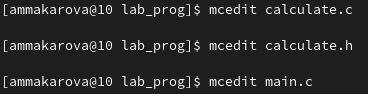 [ammakarova@10 lab_prog]$ mcedit calculate.c
[ammakarova@10 lab_prog]$ mcedit calculate.h
[ammakarova@10 lab_prog]$ mcedit main.c